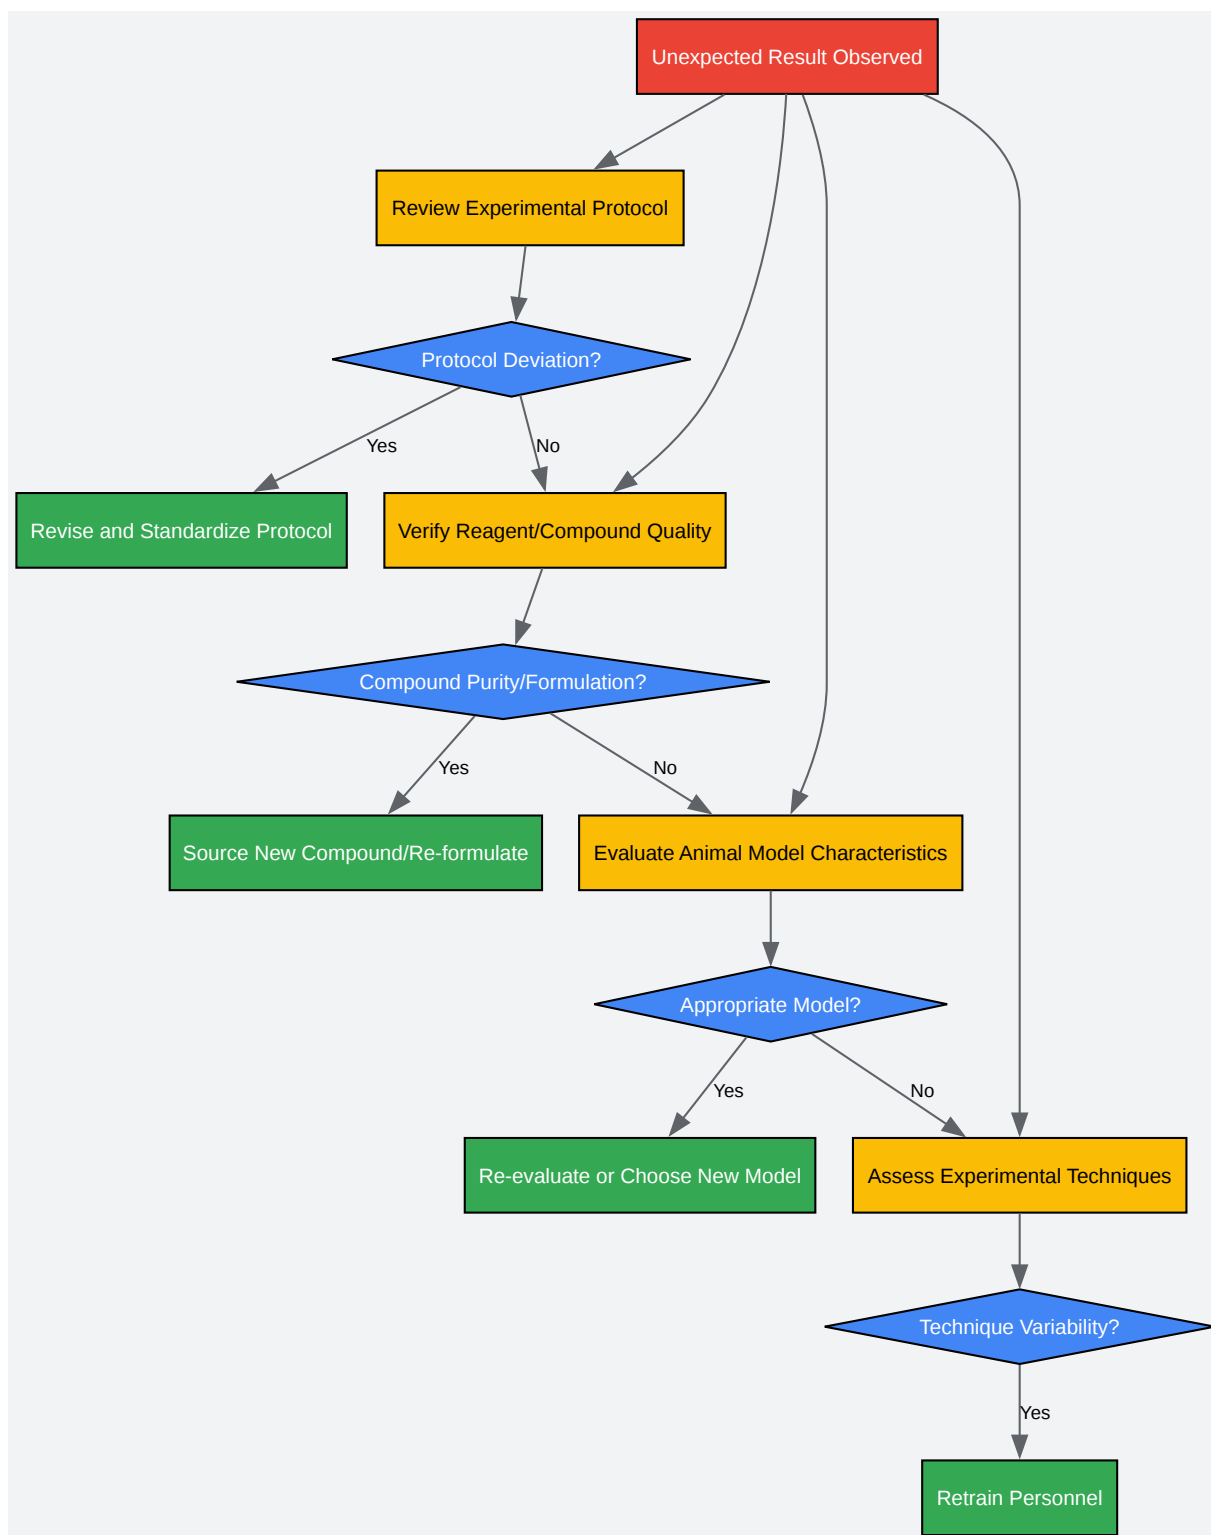 Unexpected Result Observed
Review Experimental Protocol
Protocol Deviation?
Yes
No
Revise and Standardize Protocol
Verify Reagent/Compound Quality
Compound Purity/Formulation?
Yes
No
Source New Compound/Re-formulate
Evaluate Animal Model Characteristics
Appropriate Model?
Yes
No
Re-evaluate or Choose New Model
Assess Experimental Techniques
Technique Variability?
Yes
Retrain Personnel